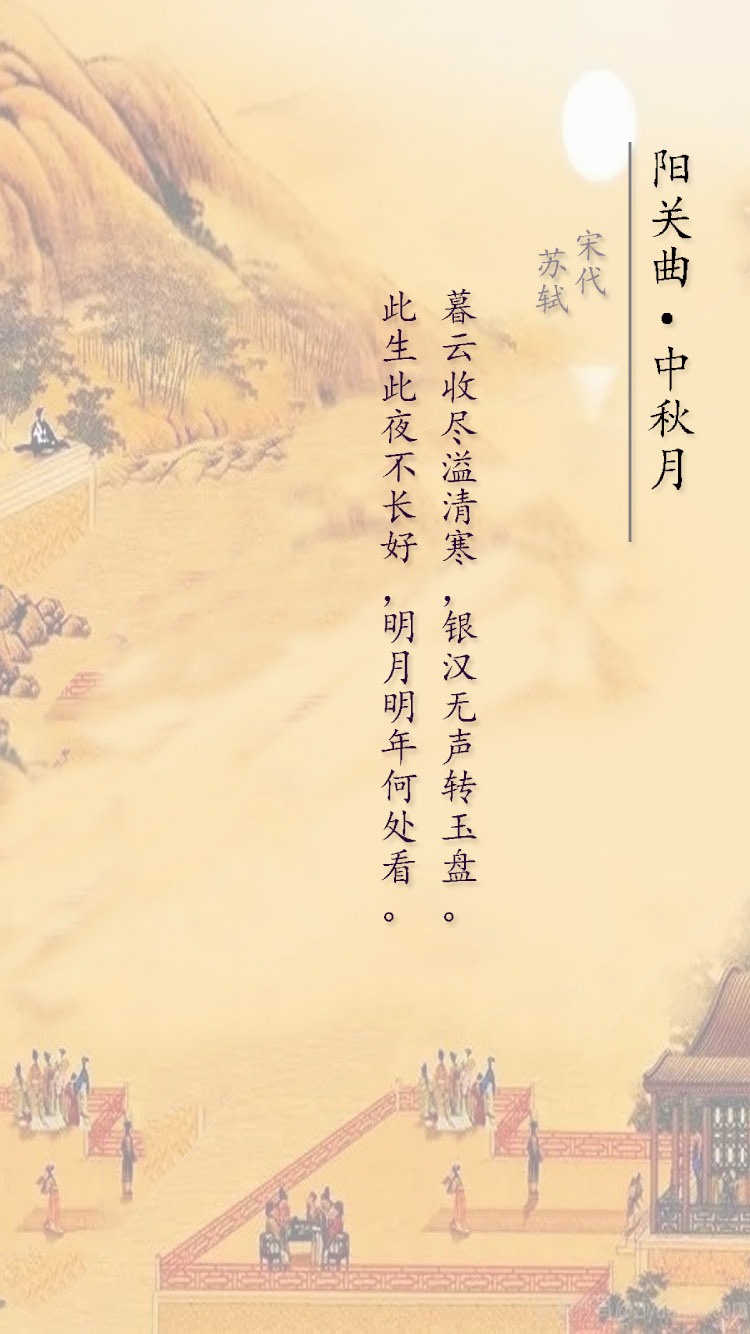 阳关曲·中秋月
宋代
苏轼
暮云收尽溢清寒，银汉无声转玉盘。
此生此夜不长好，明月明年何处看。